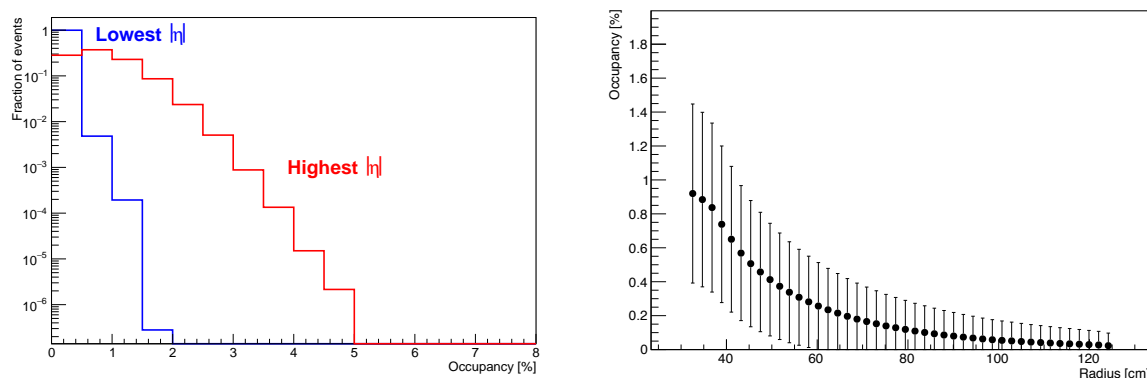 Fraction of events
1
10⁻¹
10⁻²
10⁻³
10⁻⁴
10⁻⁵
10⁻⁶
Lowest |η|
Highest |η|
0 1 2 3 4 5 6 7 8
Occupancy [%]
Occupancy [%]
1.8
1.6
1.4
1.2
1
0.8
0.6
0.4
0.2
0
40 60 80 100 120
Radius [cm]